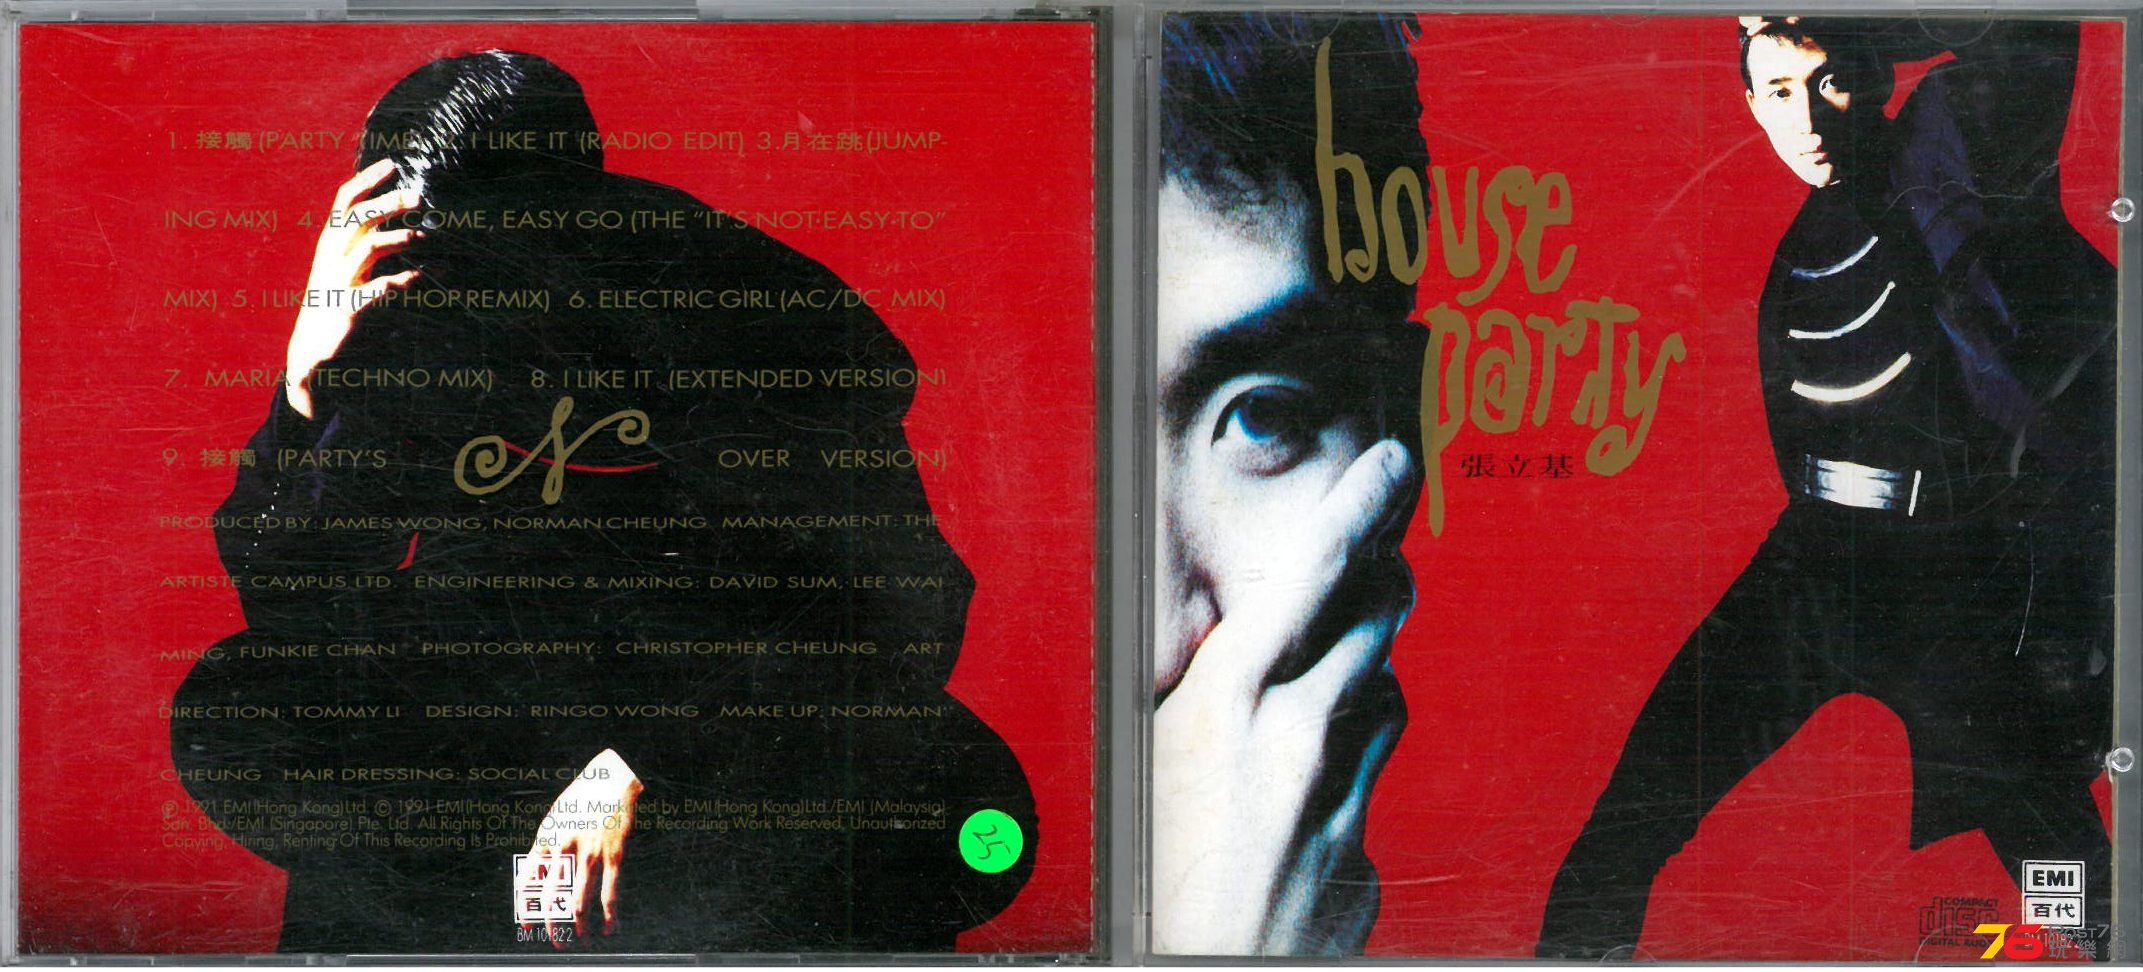 1. 接觸 (PARTY TIME) 2. I LIKE IT (RADIO EDIT) 3.月在跳(JUMP-
ING MIX) 4. EASY COME, EASY GO (THE "IT'S·NOT·EASY·TO"
MIX) 5. I LIKE IT (HIP HOP REMIX) 6. ELECTRIC GIRL (AC/DC MIX)
7. MARIA (TECHNO MIX) 8. I LIKE IT (EXTENDED VERSION)
9. 接觸 (PARTY'S OVER VERSION)
PRODUCED BY: JAMES WONG, NORMAN CHEUNG MANAGEMENT: THE
ARTISTE CAMPUS LTD. ENGINEERING & MIXING: DAVID SUM, LEE WAI
MING, FUNKIE CHAN PHOTOGRAPHY: CHRISTOPHER CHEUNG ART
DIRECTION: TOMMY LI DESIGN: RINGO WONG MAKE UP: NORMAN
CHEUNG HAIR DRESSING: SOCIAL CLUB
℗ 1991 EMI (Hong Kong) Ltd. © 1991 EMI (Hong Kong) Ltd. Marketed by EMI (Hong Kong) Ltd./EMI (Malaysia)
Sdn. Bhd./EMI (Singapore) Pte. Ltd. All Rights Of The Owners Of The Recording Work Reserved. Unauthorized
Copying, Hiring, Renting Of This Recording Is Prohibited.
25
EMI
百代
BM 10182 2
house
party
張立基
COMPACT
disc
DIGITAL AUDIO
EMI
百代
76